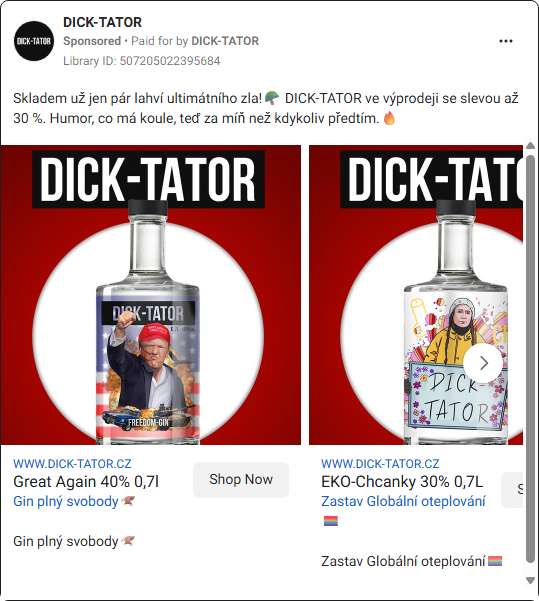 DICK-TATOR
DICK-TATOR
Sponsored • Paid for by DICK-TATOR
Library ID: 507205022395684
Skladem už jen pár lahví ultimátního zla!🪖 DICK-TATOR ve výprodeji se slevou až
30 %. Humor, co má koule, teď za míň než kdykoliv předtím.🔥
DICK-TATOR
DICK-TATOR
FREEDOM-GIN
WWW.DICK-TATOR.CZ
Great Again 40% 0,7l
Shop Now
Gin plný svobody
Gin plný svobody
DICK-TATO
DICK
TATOR
WWW.DICK-TATOR.CZ
EKO-Chcanky 30% 0,7L
S
Zastav Globální oteplování
Zastav Globální oteplování